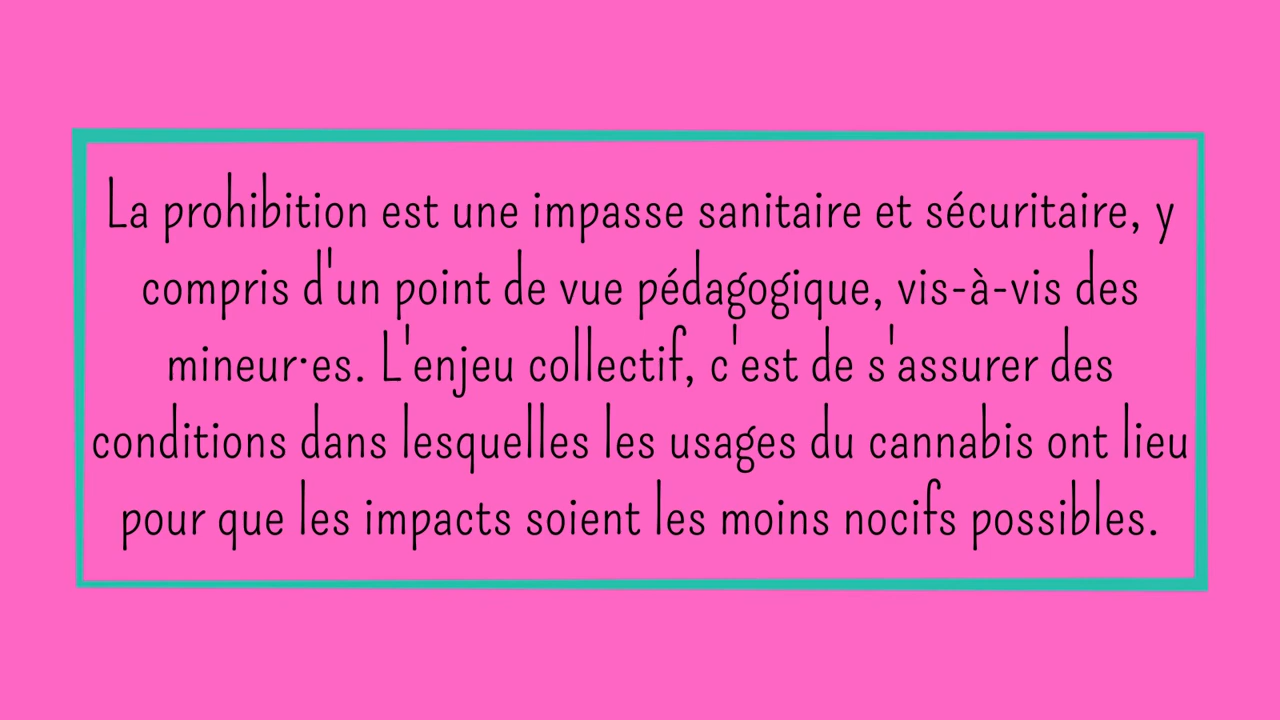 La prohibition est une impasse sanitaire et sécuritaire, y
compris d'un point de vue pédagogique, vis-à-vis des
mineur·es. L'enjeu collectif, c'est de s'assurer des
conditions dans lesquelles les usages du cannabis ont lieu
pour que les impacts soient les moins nocifs possibles.